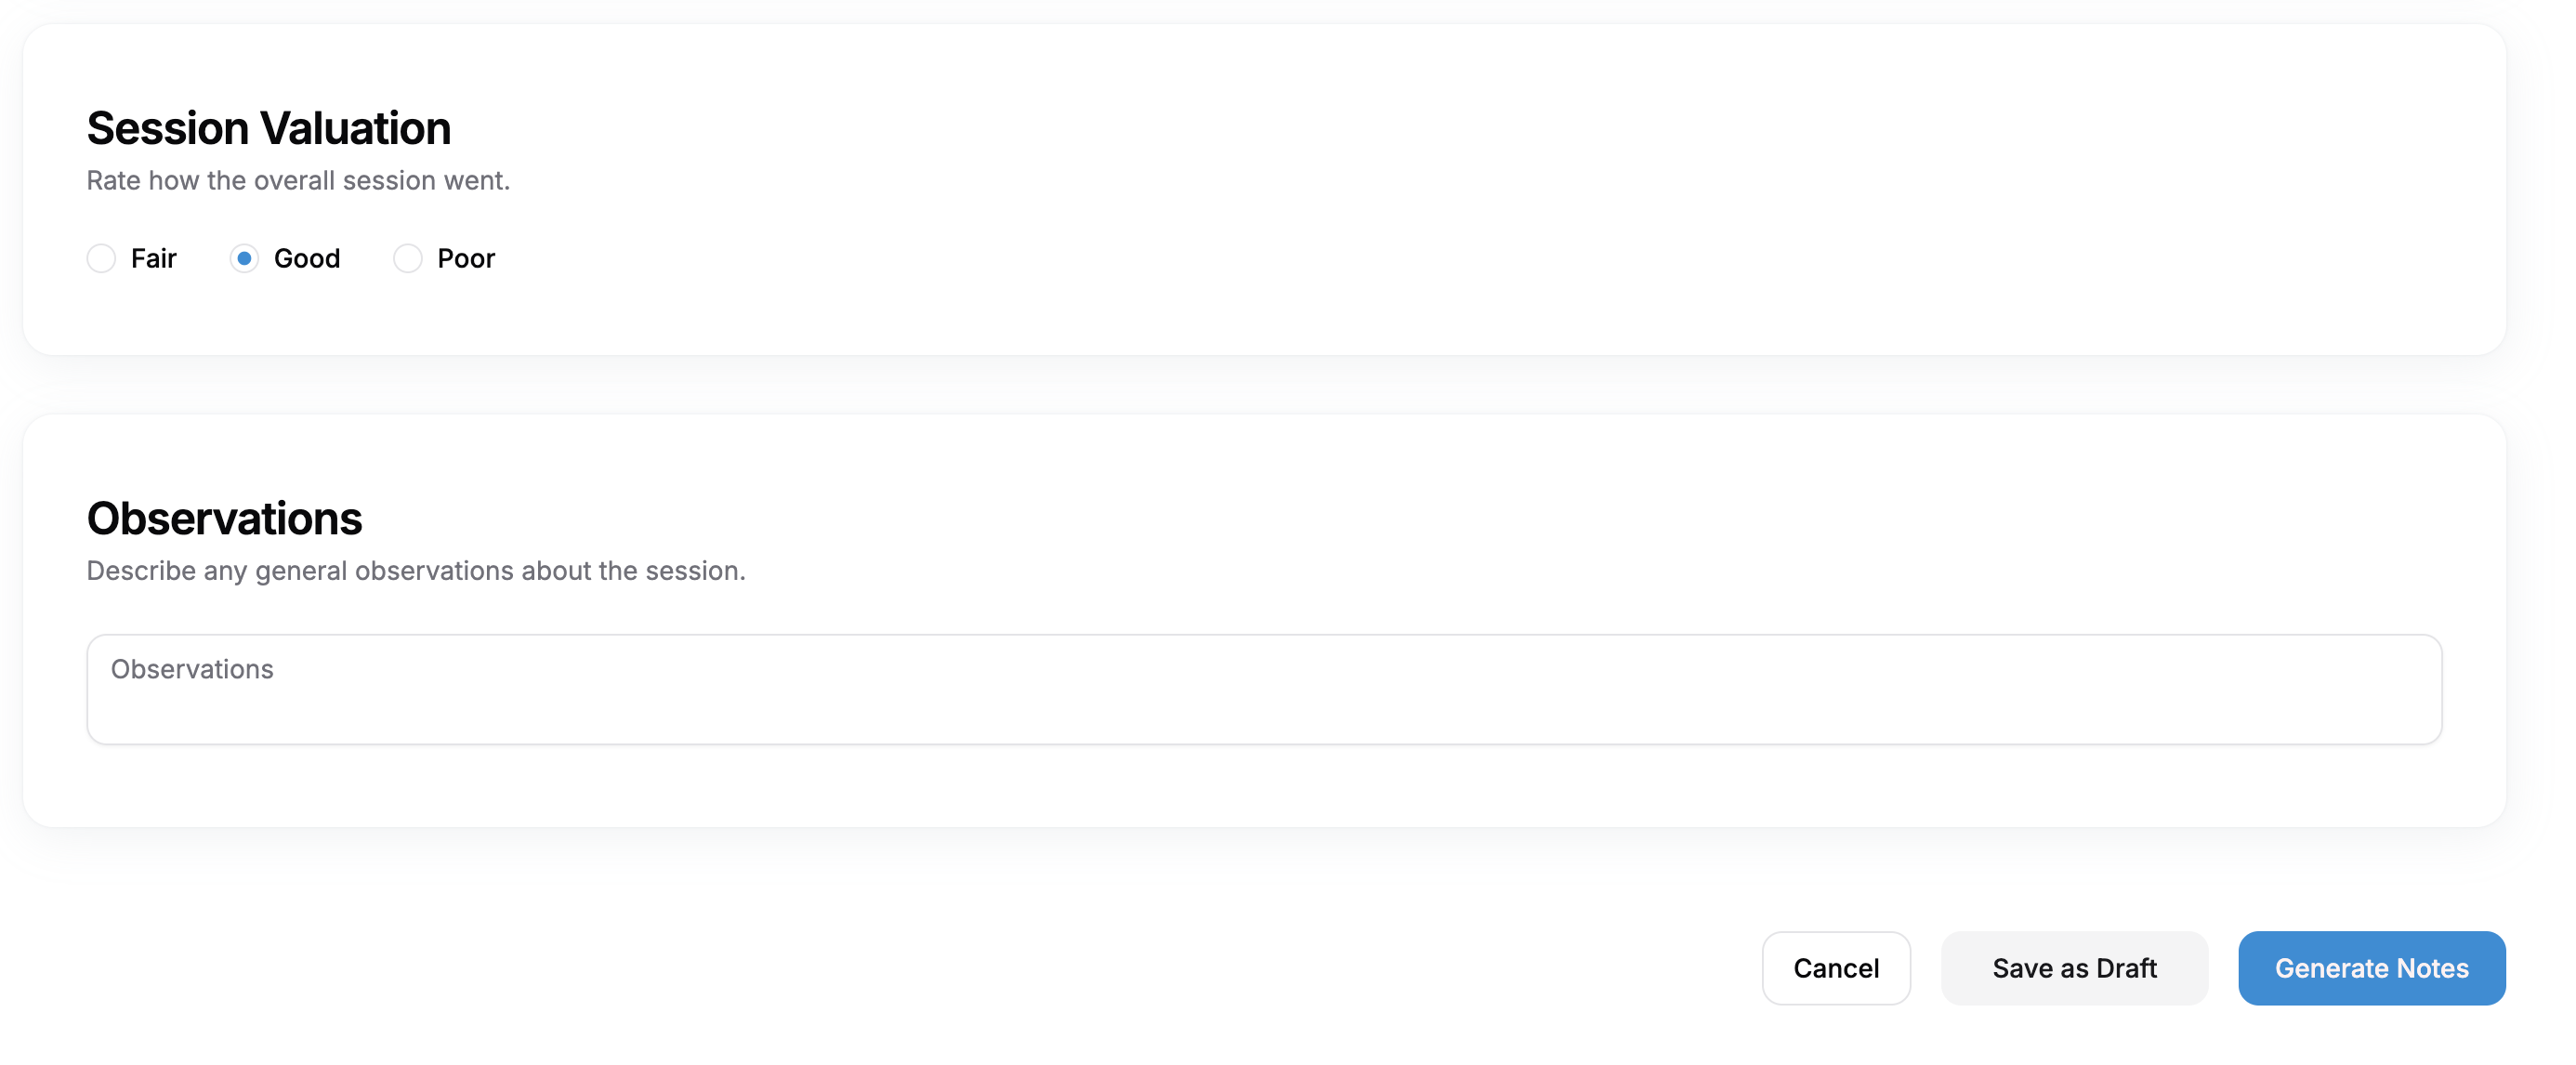 Session Valuation
Rate how the overall session went.
Fair Good Poor
Observations
Describe any general observations about the session.
Observations
Cancel Save as Draft Generate Notes